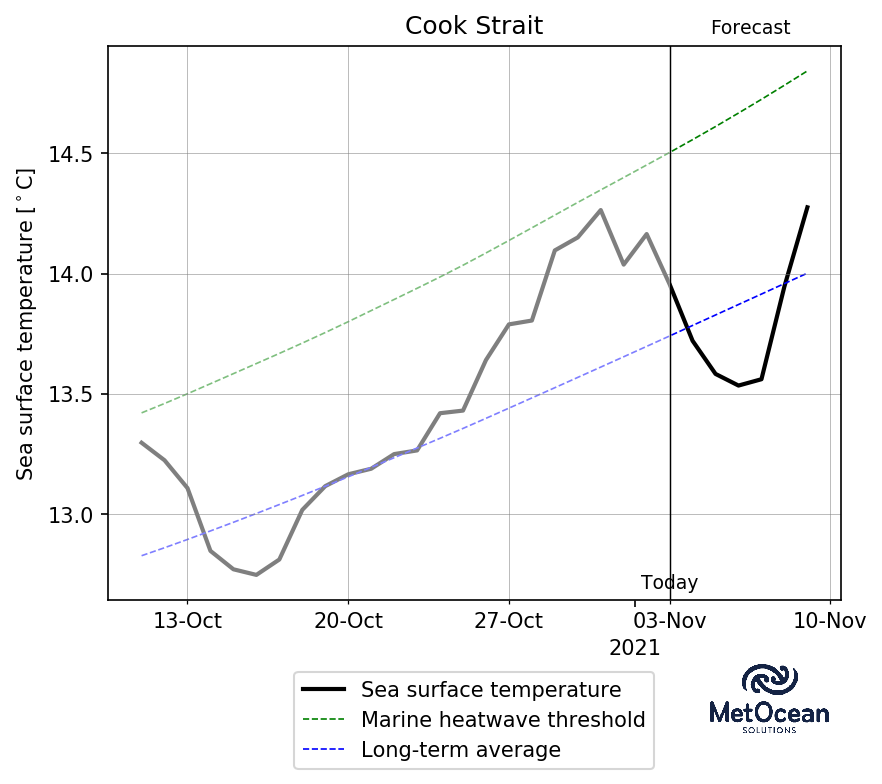 Cook Strait
Forecast
Sea surface temperature [°C]
14.5
14.0
13.5
13.0
Today
13-Oct 20-Oct 27-Oct 03-Nov 10-Nov
2021
Sea surface temperature
Marine heatwave threshold
Long-term average
MetOcean
SOLUTIONS